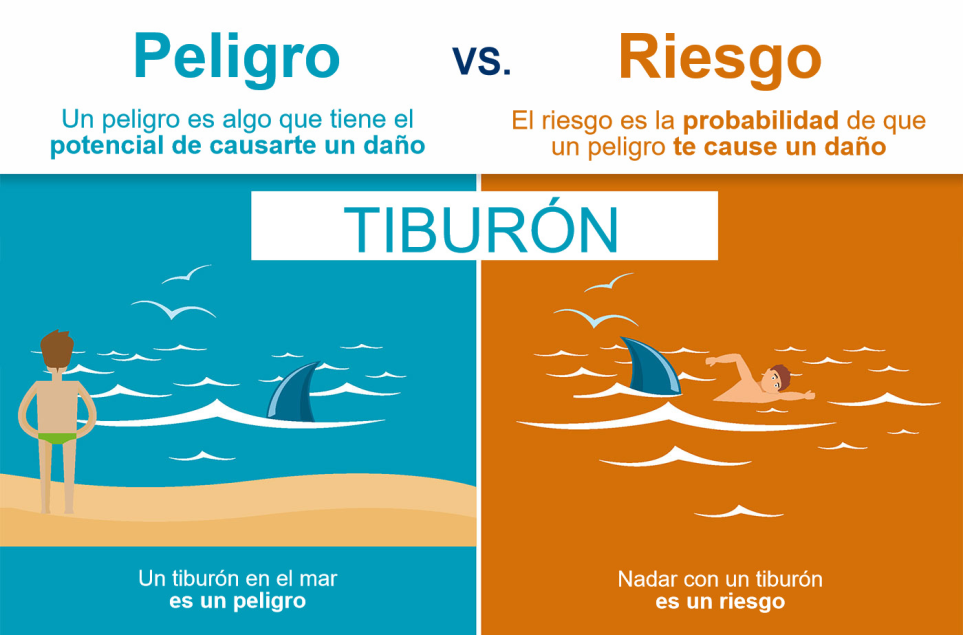 Peligro
vs.
Riesgo
Un peligro es algo que tiene el
potencial de causarte un daño
El riesgo es la probabilidad de que
un peligro te cause un daño
TIBURÓN
Un tiburón en el mar
es un peligro
Nadar con un tiburón
es un riesgo